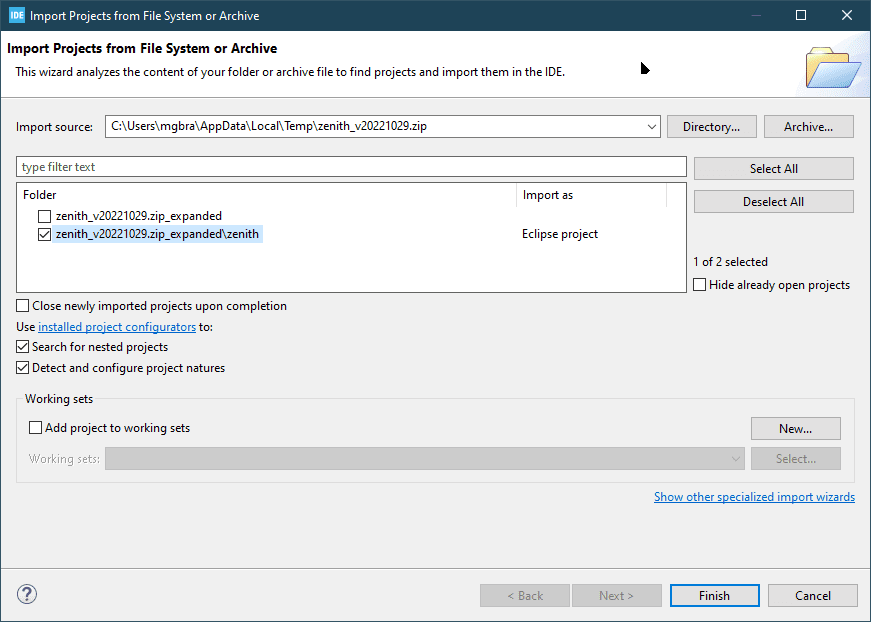 IDE Import Projects from File System or Archive
Import Projects from File System or Archive
This wizard analyzes the content of your folder or archive file to find projects and import them in the IDE.
Import source: C:\Users\mgbra\AppData\Local\Temp\zenith_v20221029.zip Directory... Archive...
type filter text Select All
Folder Import as Deselect All
zenith_v20221029.zip_expanded
zenith_v20221029.zip_expanded\zenith Eclipse project
1 of 2 selected
Hide already open projects
Close newly imported projects upon completion
Use installed project configurators to:
Search for nested projects
Detect and configure project natures
Working sets
Add project to working sets New...
Working sets: Select...
Show other specialized import wizards
? < Back Next > Finish Cancel